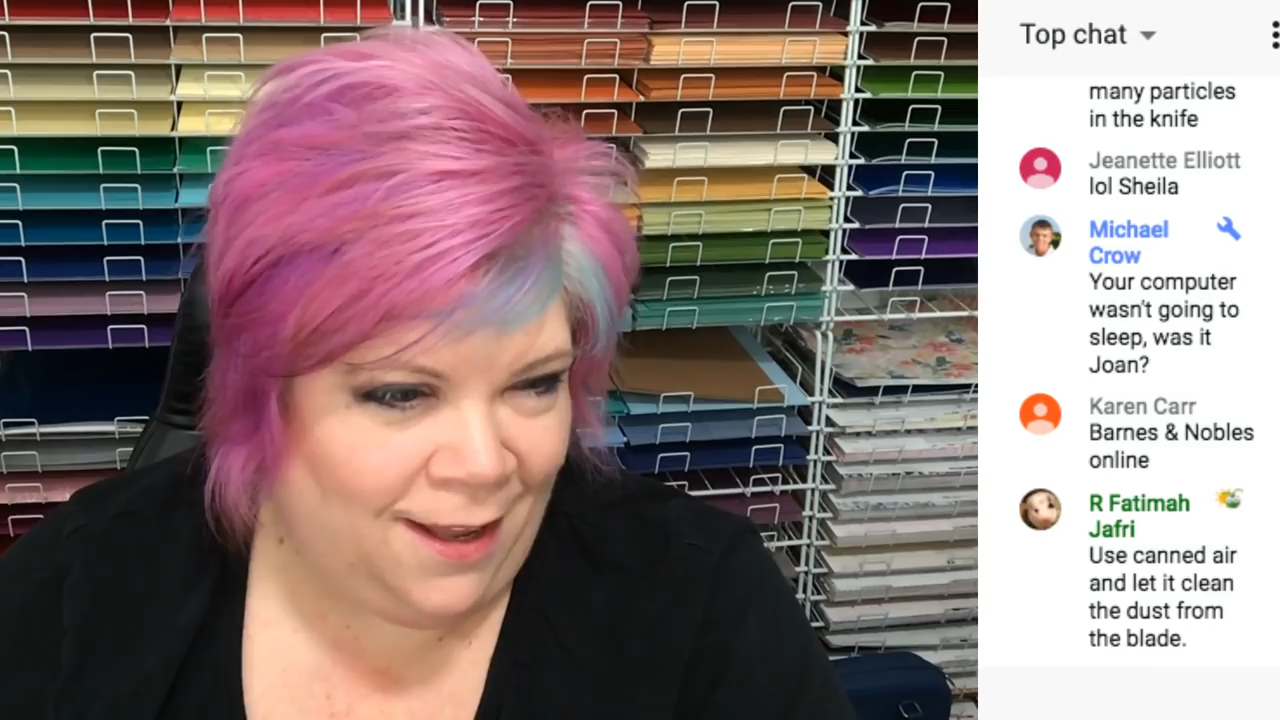 Top chat
many particles
in the knife
Jeanette Elliott
lol Sheila
Michael
Crow
Your computer
wasn't going to
sleep, was it
Joan?
Karen Carr
Barnes & Nobles
online
R Fatimah
Jafri
Use canned air
and let it clean
the dust from
the blade.